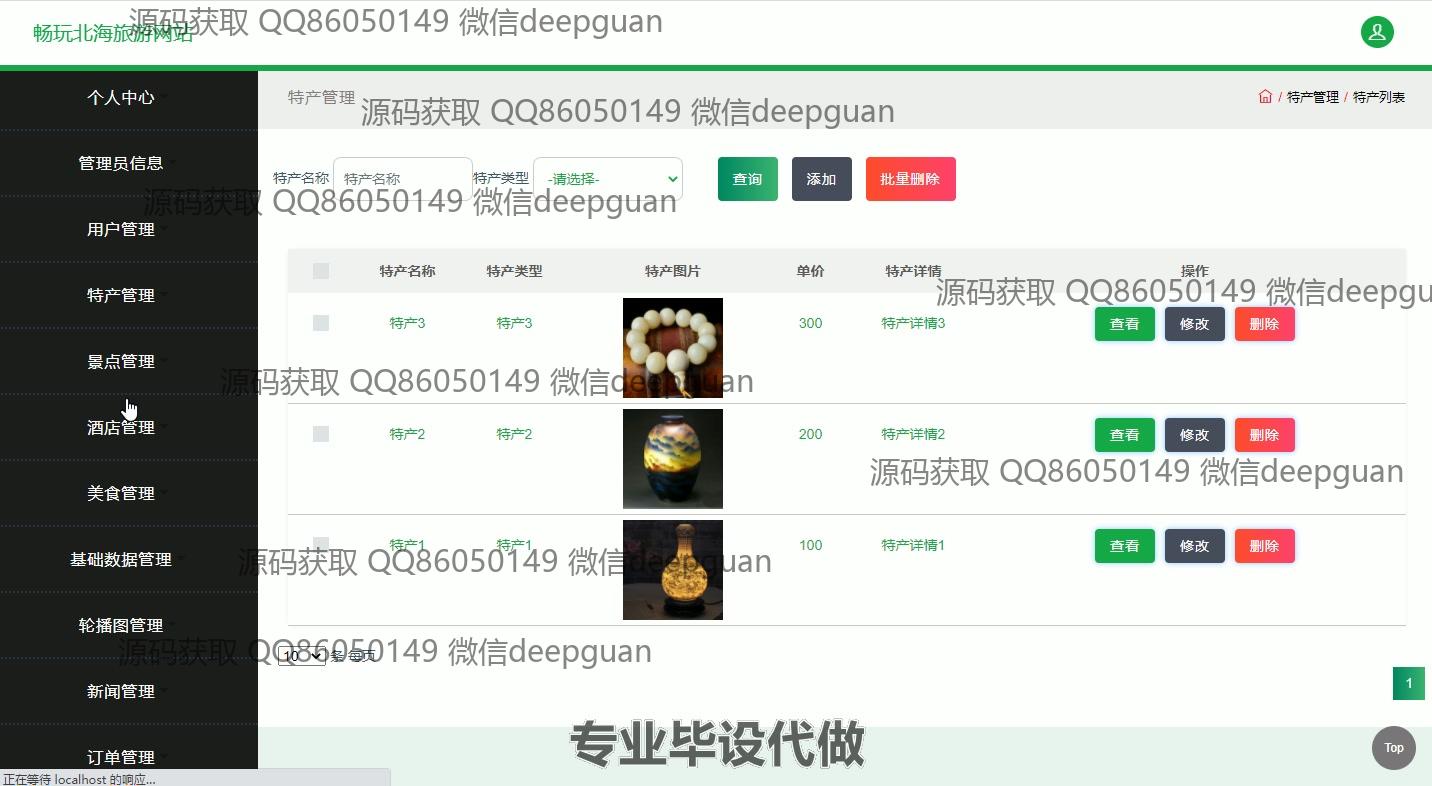 畅玩北海旅游网站
源码获取 QQ86050149 微信deepguan
个人中心
管理员信息
用户管理
特产管理
景点管理
酒店管理
美食管理
基础数据管理
轮播图管理
新闻管理
订单管理
特产管理
/ 特产管理 / 特产列表
源码获取 QQ86050149 微信deepguan
特产名称 特产名称 特产类型 -请选择- 查询 添加 批量删除
源码获取 QQ86050149 微信deepguan
特产名称 特产类型 特产图片 单价 特产详情 操作
源码获取 QQ86050149 微信deepgu
特产3 特产3 300 特产详情3 查看 修改 删除
源码获取 QQ86050149 微信deepguan
特产2 特产2 200 特产详情2 查看 修改 删除
源码获取 QQ86050149 微信deepguan
特产1 特产1 100 特产详情1 查看 修改 删除
源码获取 QQ86050149 微信deepguan
10 条 每页
源码获取 QQ86050149 微信deepguan
1
专业毕设代做
Top
正在等待 localhost 的响应...